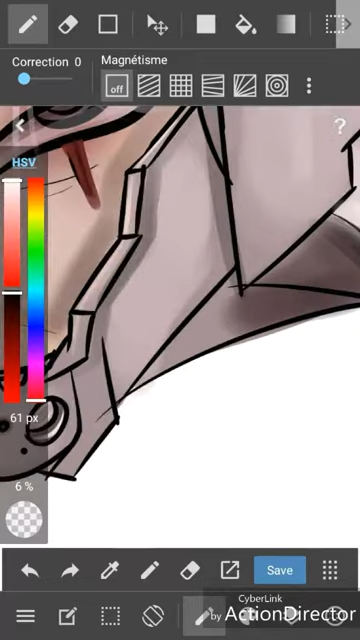 Correction 0
Magnétisme
off
?
HSV
61 px
6 %
Save
CyberLink
by ActionDirector